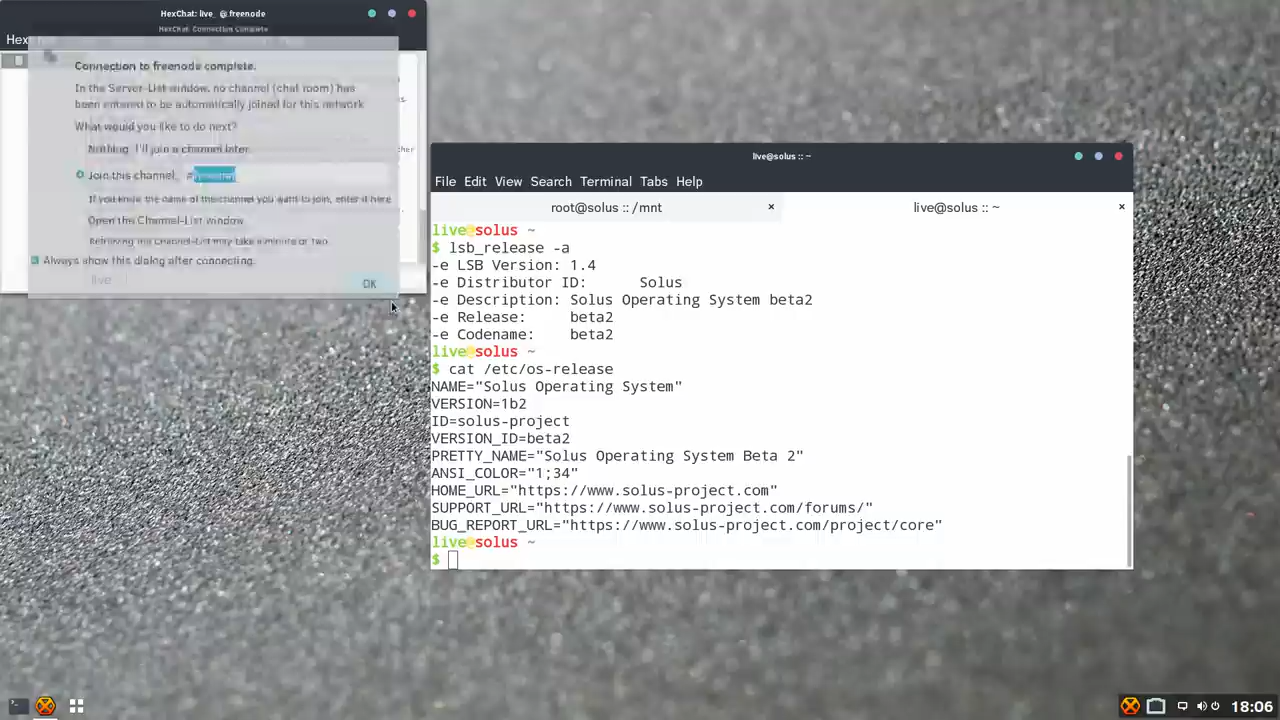 HexChat: live_ @ freenode
HexChat: Connection Complete
Hex
Connection to freenode complete.
In the Server-List window, no channel (chat room) has
been entered to be automatically joined for this network.
What would you like to do next?
Nothing, I'll join a channel later.
Join this channel:
If you know the name of the channel you want to join, enter it here.
Open the Channel-List window.
Retrieving the Channel-List may take a minute or two.
Always show this dialog after connecting.
live
OK
live@solus :: ~
File Edit View Search Terminal Tabs Help
root@solus :: /mnt × live@solus :: ~ ×
live@solus ~
$ lsb_release -a
-e LSB Version: 1.4
-e Distributor ID: Solus
-e Description: Solus Operating System beta2
-e Release: beta2
-e Codename: beta2
live@solus ~
$ cat /etc/os-release
NAME="Solus Operating System"
VERSION=1b2
ID=solus-project
VERSION_ID=beta2
PRETTY_NAME="Solus Operating System Beta 2"
ANSI_COLOR="1;34"
HOME_URL="https://www.solus-project.com"
SUPPORT_URL="https://www.solus-project.com/forums/"
BUG_REPORT_URL="https://www.solus-project.com/project/core"
live@solus ~
$
18:06